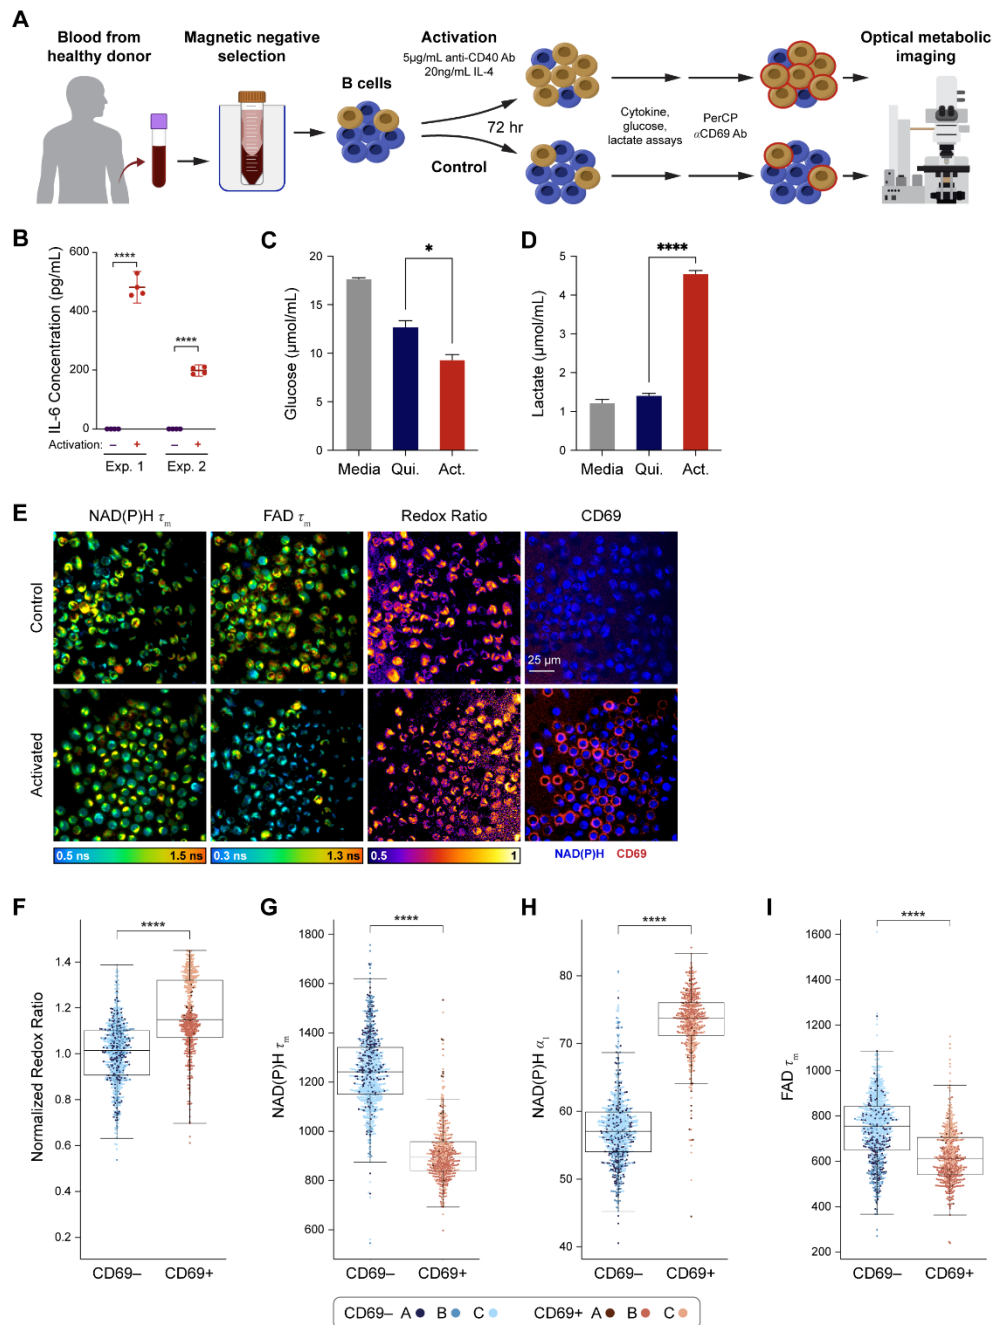 A
Blood from
healthy donor
Magnetic negative
selection
B cells
Activation
5µg/mL anti-CD40 Ab
20ng/mL IL-4
72 hr
Control
Cytokine,
glucose,
lactate assays
PerCP
αCD69 Ab
Optical metabolic
imaging
B
IL-6 Concentration (pg/mL)
600
400
200
0
****
****
Activation: – + – +
Exp. 1 Exp. 2
C
Glucose (µmol/mL)
20
15
10
5
0
*
Media Qui. Act.
D
Lactate (µmol/mL)
5
4
3
2
1
0
****
Media Qui. Act.
E
NAD(P)H τm FAD τm Redox Ratio CD69
Control
25 µm
Activated
0.5 ns 1.5 ns 0.3 ns 1.3 ns 0.5 1 NAD(P)H CD69
F
Normalized Redox Ratio
1.4
1.2
1.0
0.8
0.6
0.4
0.2
****
CD69– CD69+
G
NAD(P)H τm
1800
1600
1400
1200
1000
800
600
****
CD69– CD69+
H
NAD(P)H α1
80
70
60
50
40
****
CD69– CD69+
I
FAD τm
1600
1400
1200
1000
800
600
400
200
****
CD69– CD69+
CD69– A B C CD69+ A B C